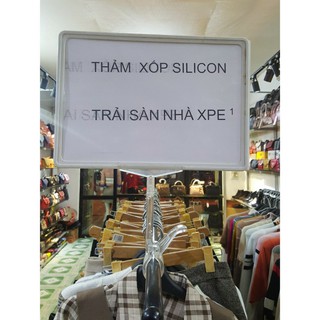 THẢM XỐP SILICON
TRẢI SÀN NHÀ XPE ¹